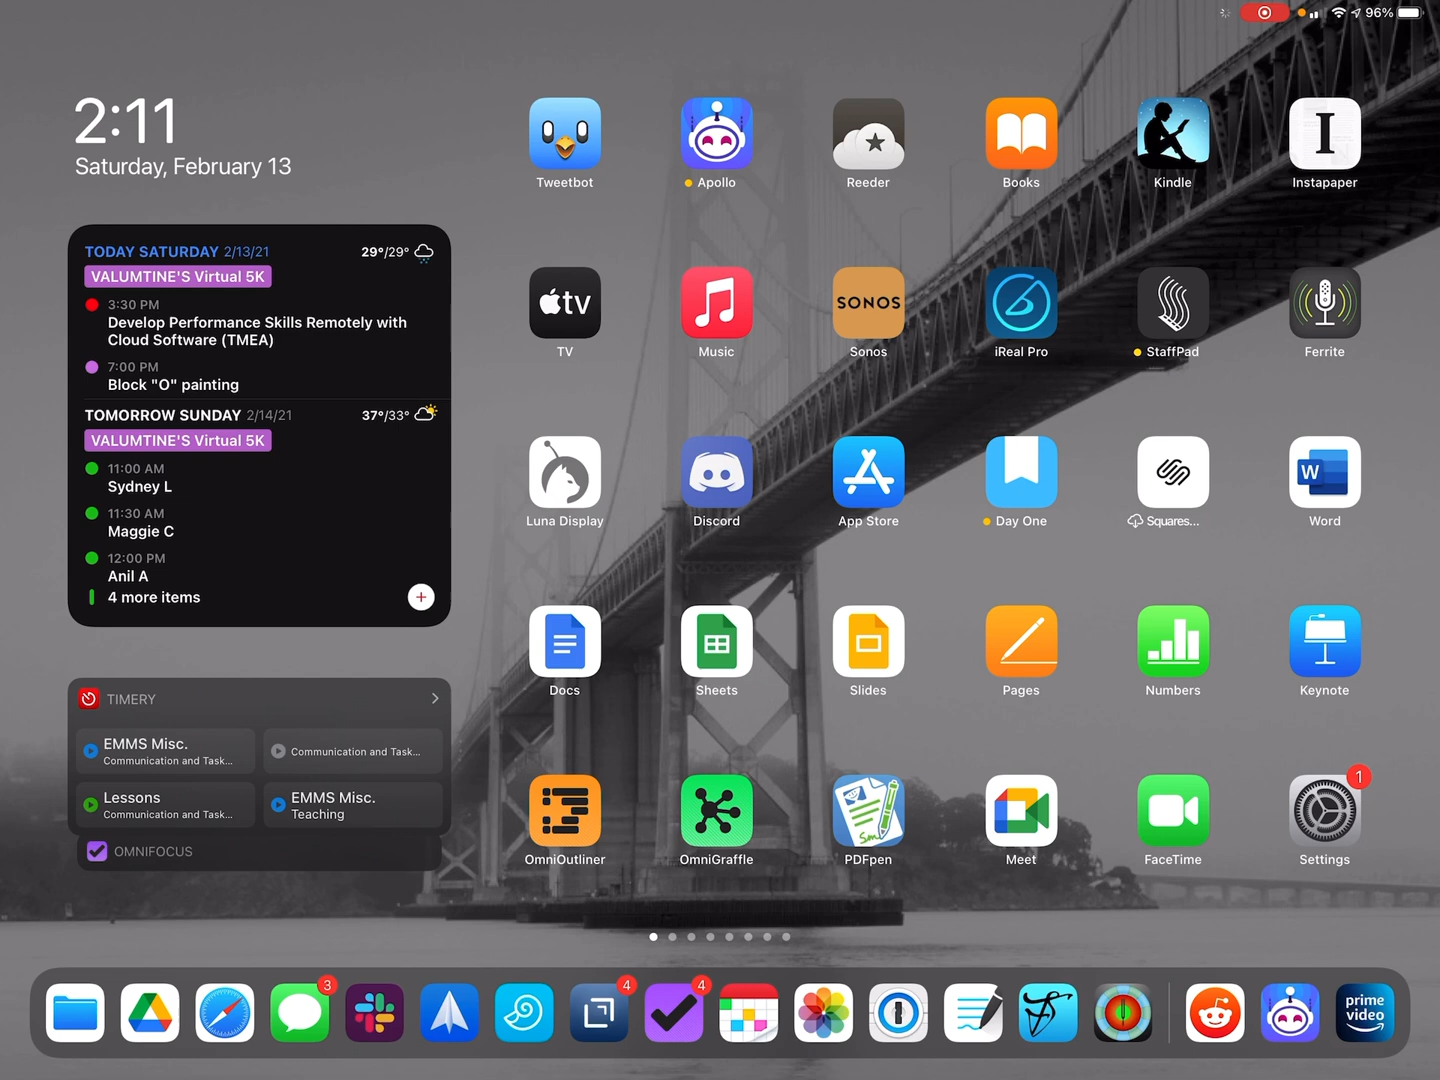 96%
2:11
Saturday, February 13
TODAY SATURDAY 2/13/21 29°/29°
VALUMTINE'S Virtual 5K
3:30 PM
Develop Performance Skills Remotely with
Cloud Software (TMEA)
7:00 PM
Block "O" painting
TOMORROW SUNDAY 2/14/21 37°/33°
VALUMTINE'S Virtual 5K
11:00 AM
Sydney L
11:30 AM
Maggie C
12:00 PM
Anil A
4 more items
TIMERY
EMMS Misc.
Communication and Task...
Communication and Task...
Lessons
Communication and Task...
EMMS Misc.
Teaching
OMNIFOCUS
I
Tweetbot Apollo Reeder Books Kindle Instapaper
tv SONOS
TV Music Sonos iReal Pro StaffPad Ferrite
W
Luna Display Discord App Store Day One Squares... Word
Docs Sheets Slides Pages Numbers Keynote
Sm
1
OmniOutliner OmniGraffle PDFpen Meet FaceTime Settings
3 4 4
prime
video